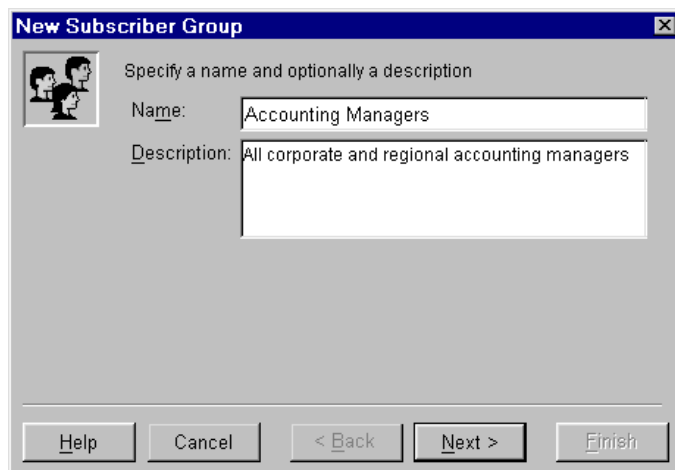 New Subscriber Group
Specify a name and optionally a description
Name: Accounting Managers
Description: All corporate and regional accounting managers
Help Cancel < Back Next > Finish